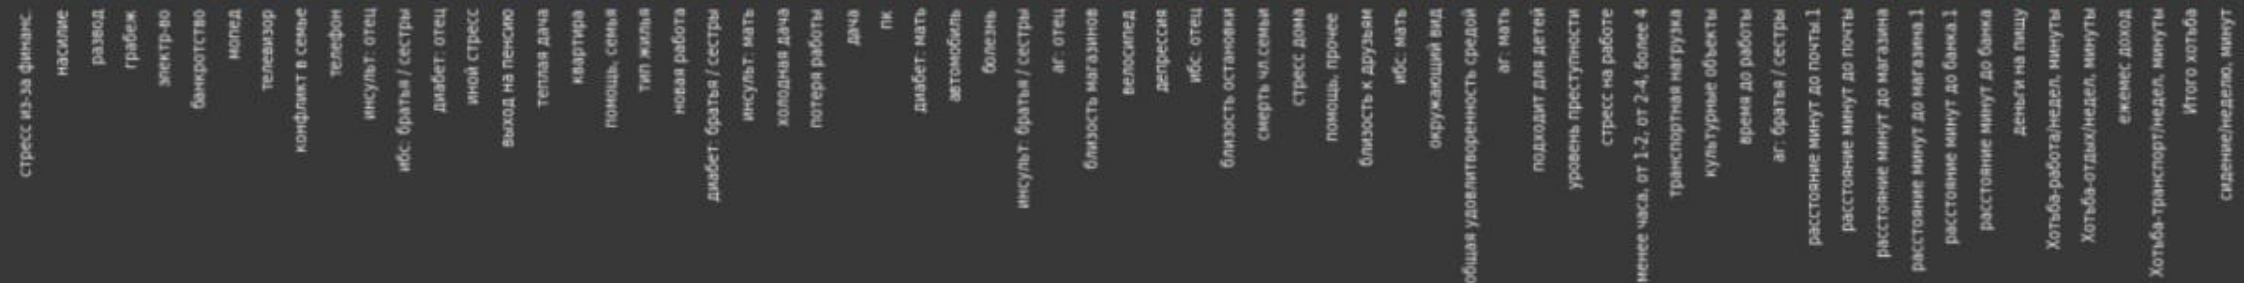 стресс из-за финанс.
насилие
развод
грабеж
электр-во
банкротство
мопед
телевизор
конфликт в семье
телефон
инсульт: отец
ибс: братья / сестры
диабет: отец
иной стресс
выход на пенсию
теплая дача
квартира
помощь, семья
тип жилья
новая работа
диабет: братья / сестры
инсульт: мать
холодная дача
потеря работы
дача
пк
диабет: мать
автомобиль
болезнь
инсульт: братья / сестры
аг: отец
близость магазинов
велосипед
депрессия
ибс: отец
близость остановки
смерть чл.семьи
стресс дома
помощь, прочее
близость к друзьям
ибс: мать
окружающий вид
общая удовлитворенность средой
аг: мать
подходит для детей
уровень преступности
стресс на работе
менее часа, от 1-2, от 2-4, более 4
транспортная нагрузка
культурные объекты
время до работы
аг: братья / сестры
расстояние минут до почты.1
расстояние минут до почты
расстояние минут до магазина
расстояние минут до магазина.1
расстояние минут до банка.1
расстояние минут до банка
деньги на пищу
Хотьба-работа/недел, минуты
Хотьба-отдых/недел, минуты
ежемес доход
Хотьба-транспорт/недел, минуты
Итого хотьба
сидение/неделю, минут